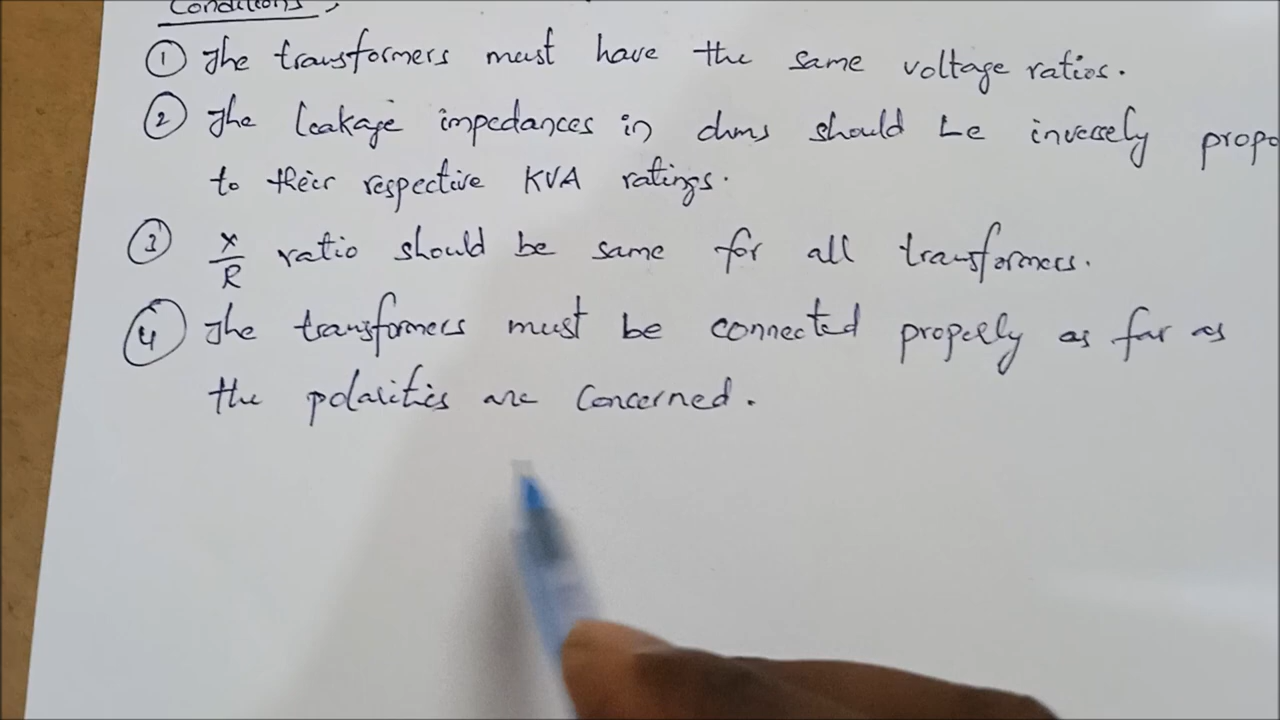 Conditions,
① The transformers must have the same voltage ratios.
② The leakage impedances in ohms should be inversely propo
to their respective KVA ratings.
③ X/R ratio should be same for all transformers.
④ The transformers must be connected properly as far as
the polarities are concerned.